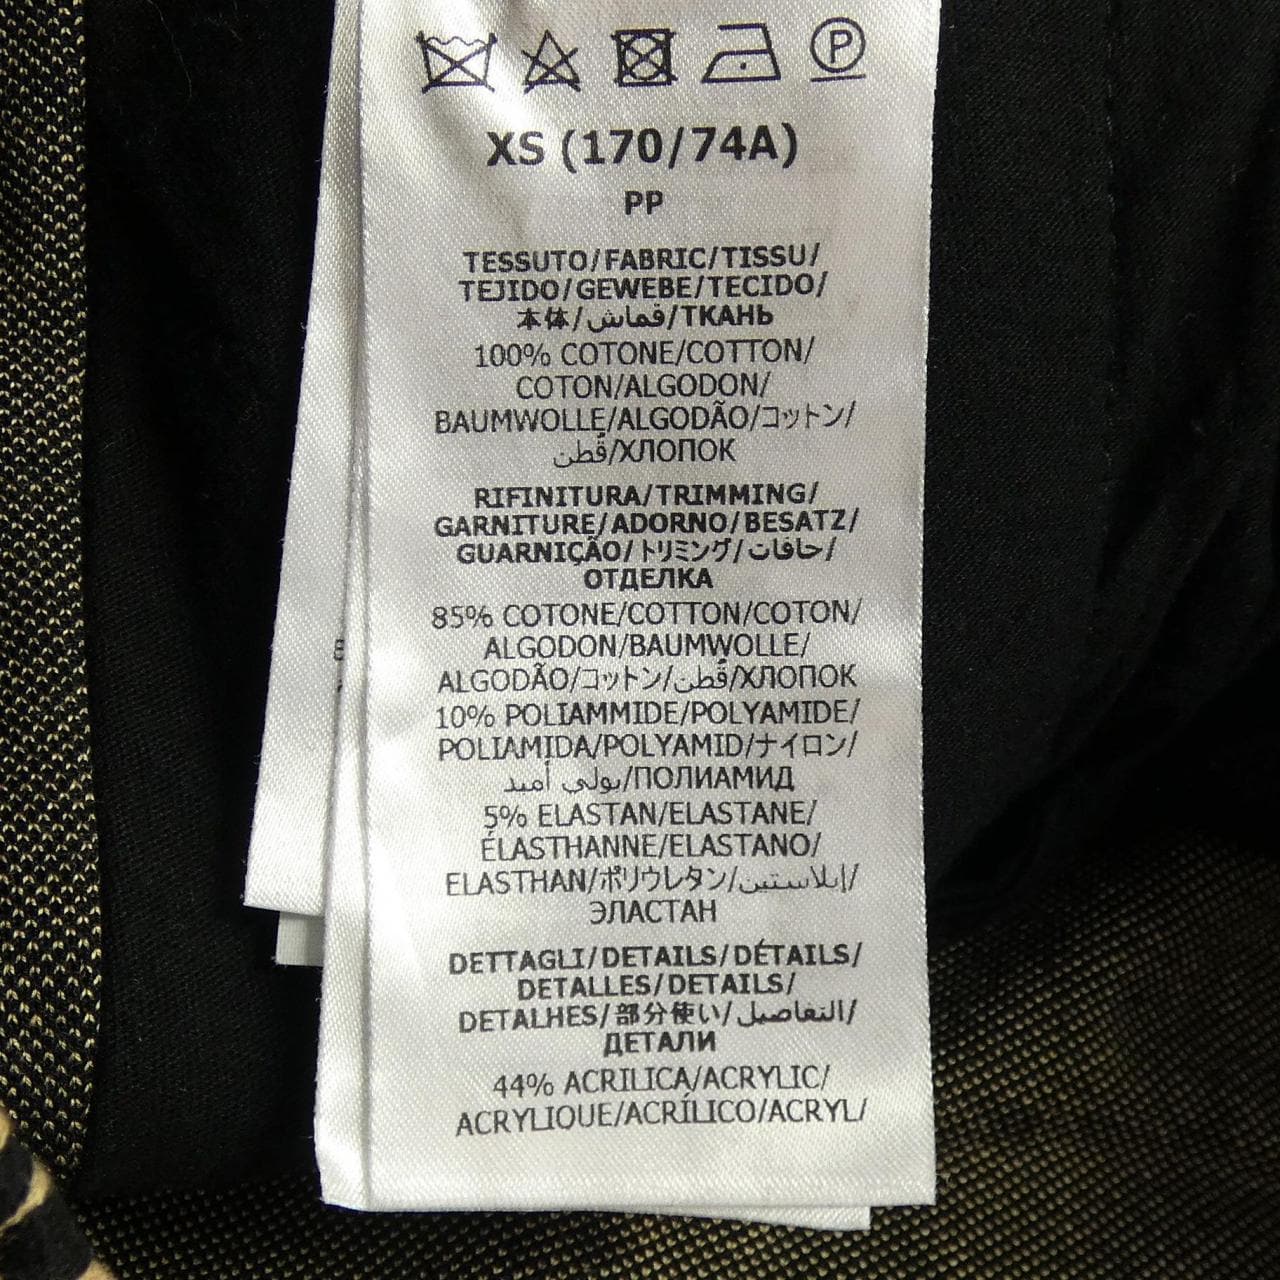 P
XS (170/74A)
PP
TESSUTO/FABRIC/TISSU/
TEJIDO/GEWEBE/TECIDO/
本体/قماش/ТКАНЬ
100% COTONE/COTTON/
COTON/ALGODON/
BAUMWOLLE/ALGODÃO/コットン/
قُطن/ХЛОПОК
RIFINITURA/TRIMMING/
GARNITURE/ADORNO/BESATZ/
GUARNIÇÃO/トリミング/حافات/
ОТДЕЛКА
85% COTONE/COTTON/COTON/
ALGODON/BAUMWOLLE/
ALGODÃO/コットン/قُطن/ХЛОПОК
10% POLIAMMIDE/POLYAMIDE/
POLIAMIDA/POLYAMID/ナイロン/
بولي أميد/ПОЛИАМИД
5% ELASTAN/ELASTANE/
ÉLASTHANNE/ELASTANO/
ELASTHAN/ポリウレタン/إيلاستين/
ЭЛАСТАН
DETTAGLI/DETAILS/DÉTAILS/
DETALLES/DETAILS/
DETALHES/部分使い/التفاصيل/
ДЕТАЛИ
44% ACRILICA/ACRYLIC/
ACRYLIQUE/ACRÍLICO/ACRYL/